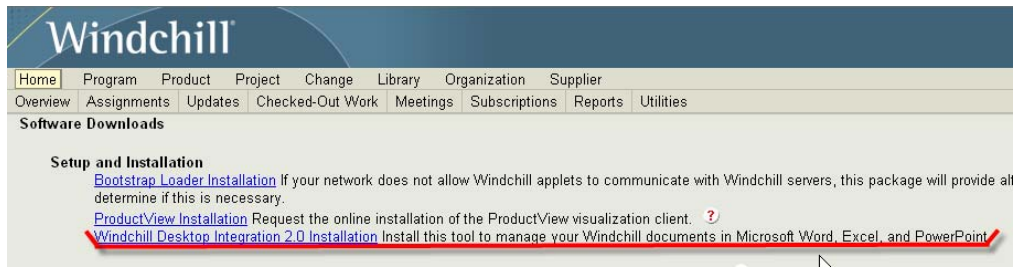 Windchill
Home Program Product Project Change Library Organization Supplier
Overview Assignments Updates Checked-Out Work Meetings Subscriptions Reports Utilities
Software Downloads
Setup and Installation
Bootstrap Loader Installation If your network does not allow Windchill applets to communicate with Windchill servers, this package will provide
determine if this is necessary.
ProductView Installation Request the online installation of the ProductView visualization client. ?
Windchill Desktop Integration 2.0 Installation Install this tool to manage your Windchill documents in Microsoft Word, Excel, and PowerPoint